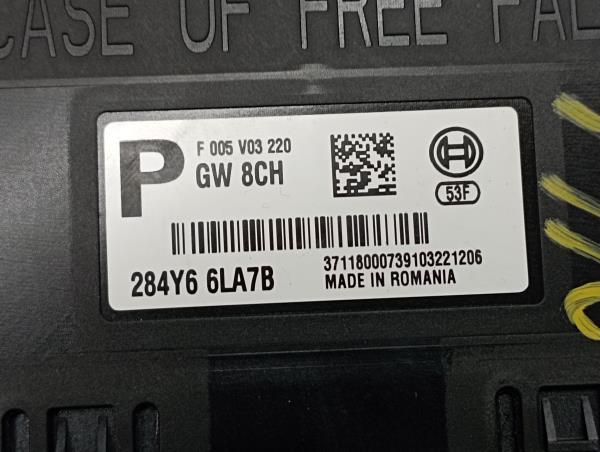 CASE OF FREE FAL
P
F 005 V03 220
GW 8CH
53F
284Y6 6LA7B
37118000739103221206
MADE IN ROMANIA